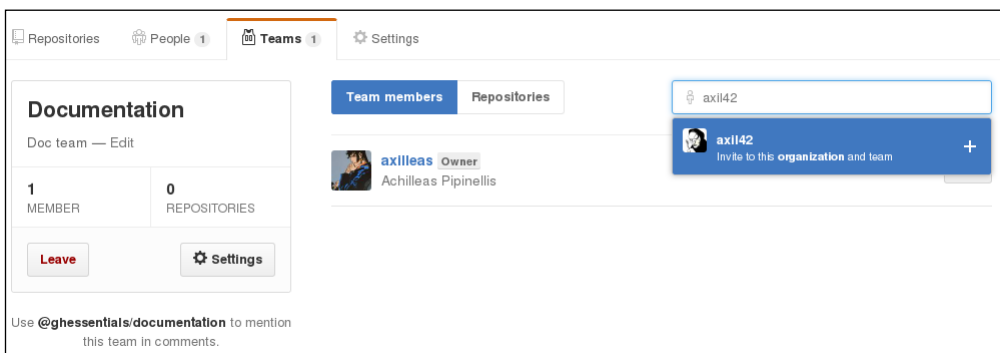 Repositories People 1 Teams 1 Settings
Documentation
Doc team — Edit
1
MEMBER
0
REPOSITORIES
Leave
Settings
Use @ghessentials/documentation to mention
this team in comments.
Team members Repositories
axil42
axil42
Invite to this organization and team
axilleas Owner
Achilleas Pipinellis